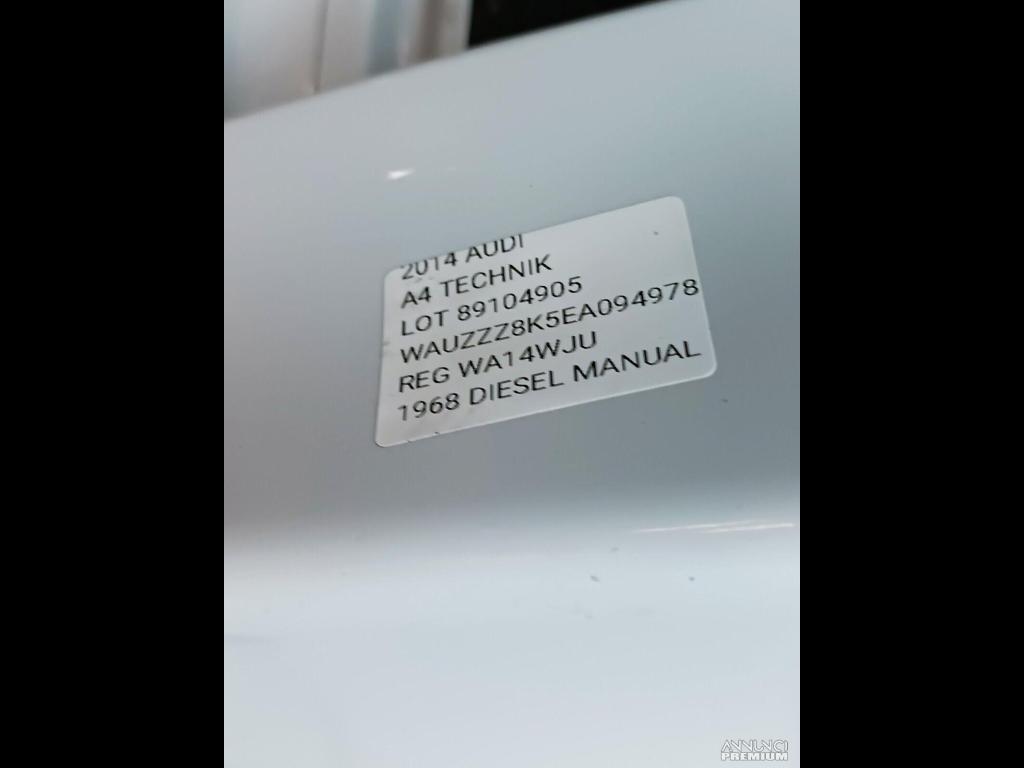 2014 AUDI
A4 TECHNIK
LOT 89104905
WAUZZZ8K5EA094978
REG WA14WJU
1968 DIESEL MANUAL
ANNUNCI
PREMIUM